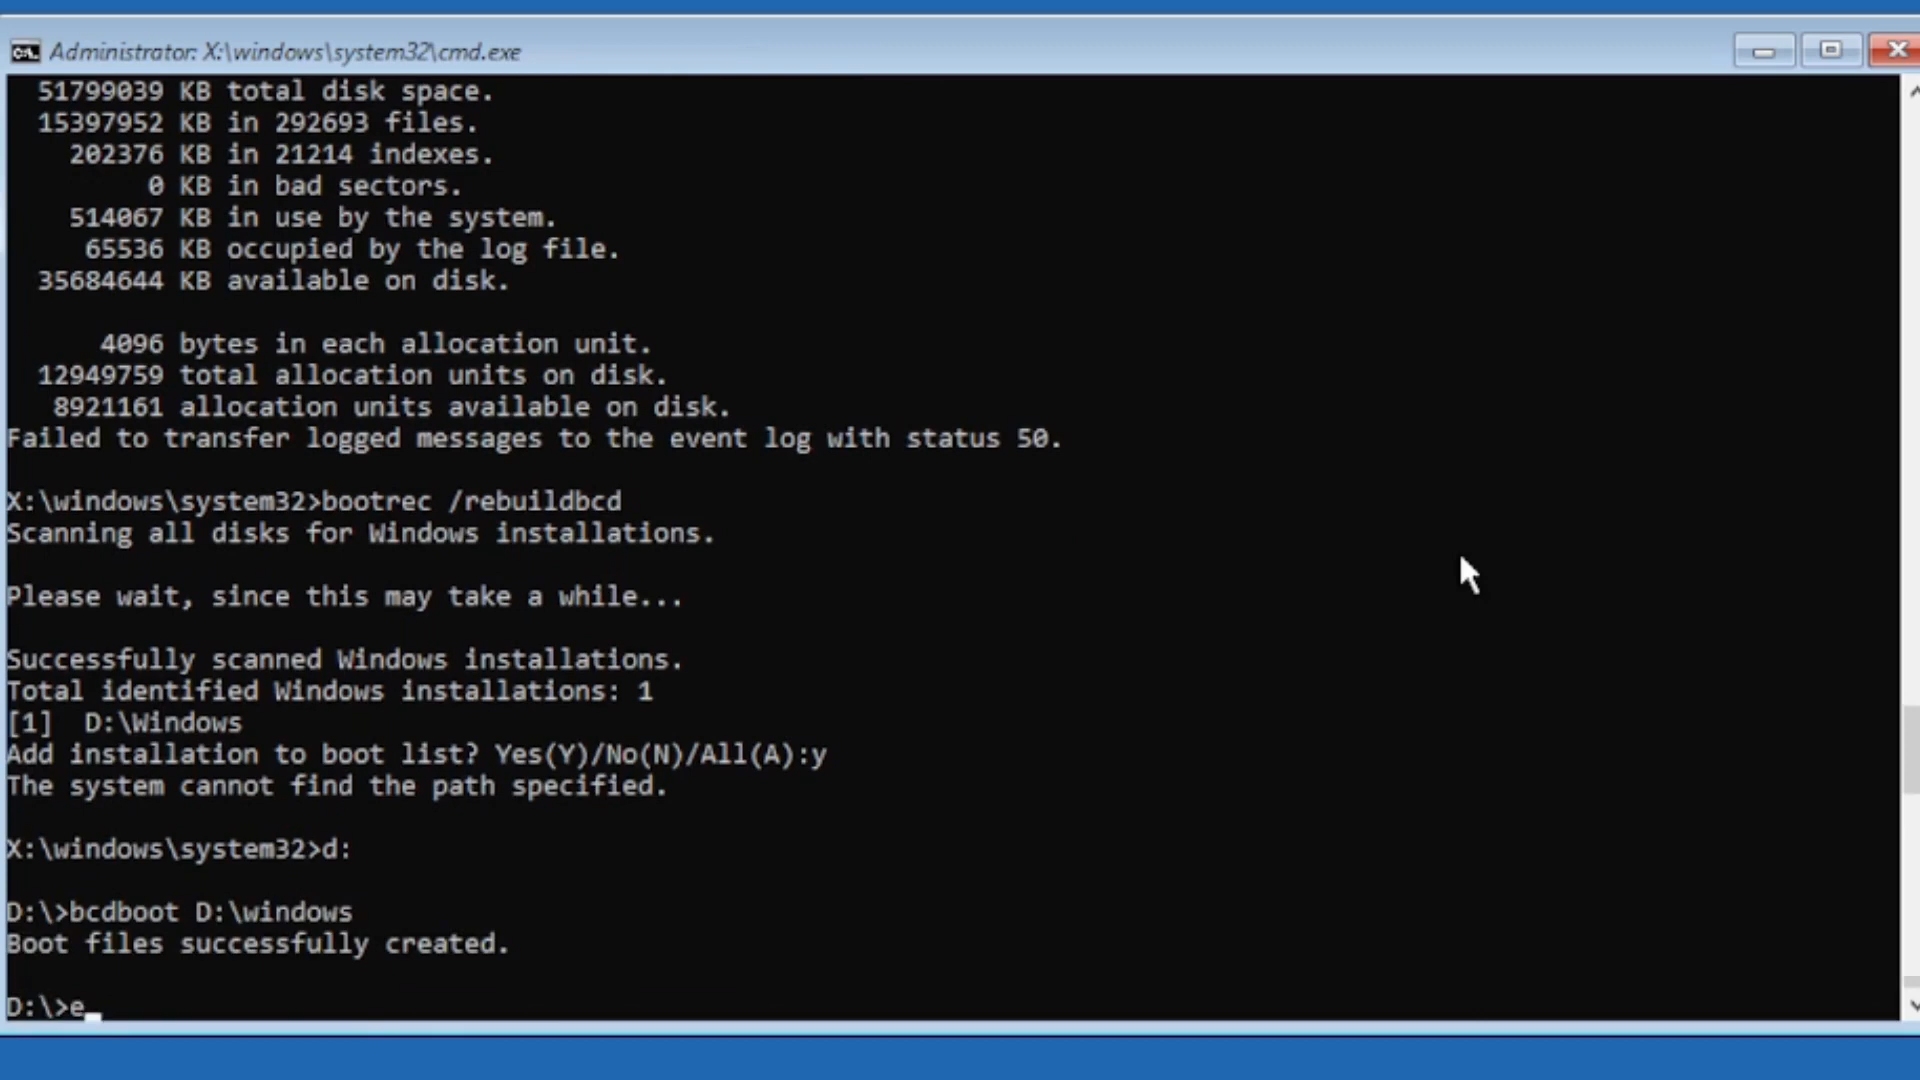 Administrator: X:\windows\system32\cmd.exe
51799039 KB total disk space.
15397952 KB in 292693 files.
202376 KB in 21214 indexes.
0 KB in bad sectors.
514067 KB in use by the system.
65536 KB occupied by the log file.
35684644 KB available on disk.
4096 bytes in each allocation unit.
12949759 total allocation units on disk.
8921161 allocation units available on disk.
Failed to transfer logged messages to the event log with status 50.
X:\windows\system32>bootrec /rebuildbcd
Scanning all disks for Windows installations.
Please wait, since this may take a while...
Successfully scanned Windows installations.
Total identified Windows installations: 1
[1]  D:\Windows
Add installation to boot list? Yes(Y)/No(N)/All(A):y
The system cannot find the path specified.
X:\windows\system32>d:
D:\>bcdboot D:\windows
Boot files successfully created.
D:\>e